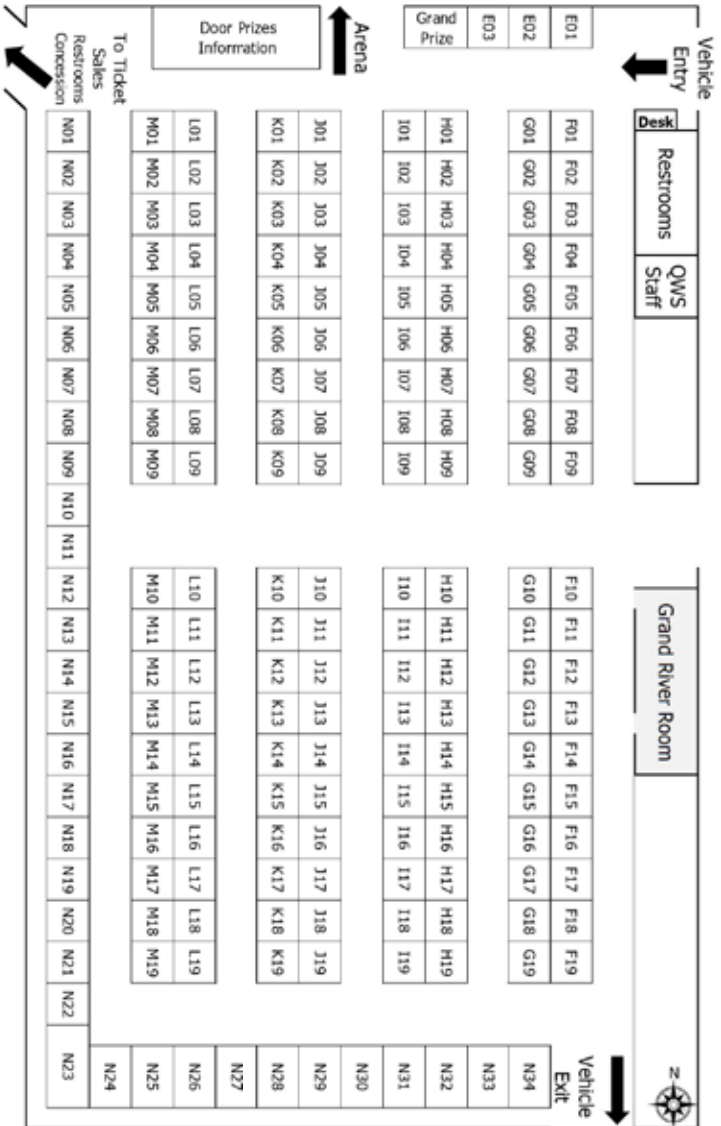 Vehicle
Entry
E01
E02
E03
Grand
Prize
Arena
Door Prizes
Information
To Ticket
Sales
Restrooms
Concession
Desk
Restrooms
QWS
Staff
Grand River Room
N
Vehicle
Exit
F01 F02 F03 F04 F05 F06 F07 F08 F09
F10 F11 F12 F13 F14 F15 F16 F17 F18 F19
G01 G02 G03 G04 G05 G06 G07 G08 G09
G10 G11 G12 G13 G14 G15 G16 G17 G18 G19
H01 H02 H03 H04 H05 H06 H07 H08 H09
H10 H11 H12 H13 H14 H15 H16 H17 H18 H19
I01 I02 I03 I04 I05 I06 I07 I08 I09
I10 I11 I12 I13 I14 I15 I16 I17 I18 I19
J01 J02 J03 J04 J05 J06 J07 J08 J09
J10 J11 J12 J13 J14 J15 J16 J17 J18 J19
K01 K02 K03 K04 K05 K06 K07 K08 K09
K10 K11 K12 K13 K14 K15 K16 K17 K18 K19
L01 L02 L03 L04 L05 L06 L07 L08 L09
L10 L11 L12 L13 L14 L15 L16 L17 L18 L19
M01 M02 M03 M04 M05 M06 M07 M08 M09
M10 M11 M12 M13 M14 M15 M16 M17 M18 M19
N01 N02 N03 N04 N05 N06 N07 N08 N09 N10 N11 N12 N13 N14 N15 N16 N17 N18 N19 N20 N21 N22 N23
N24
N25
N26
N27
N28
N29
N30
N31
N32
N33
N34